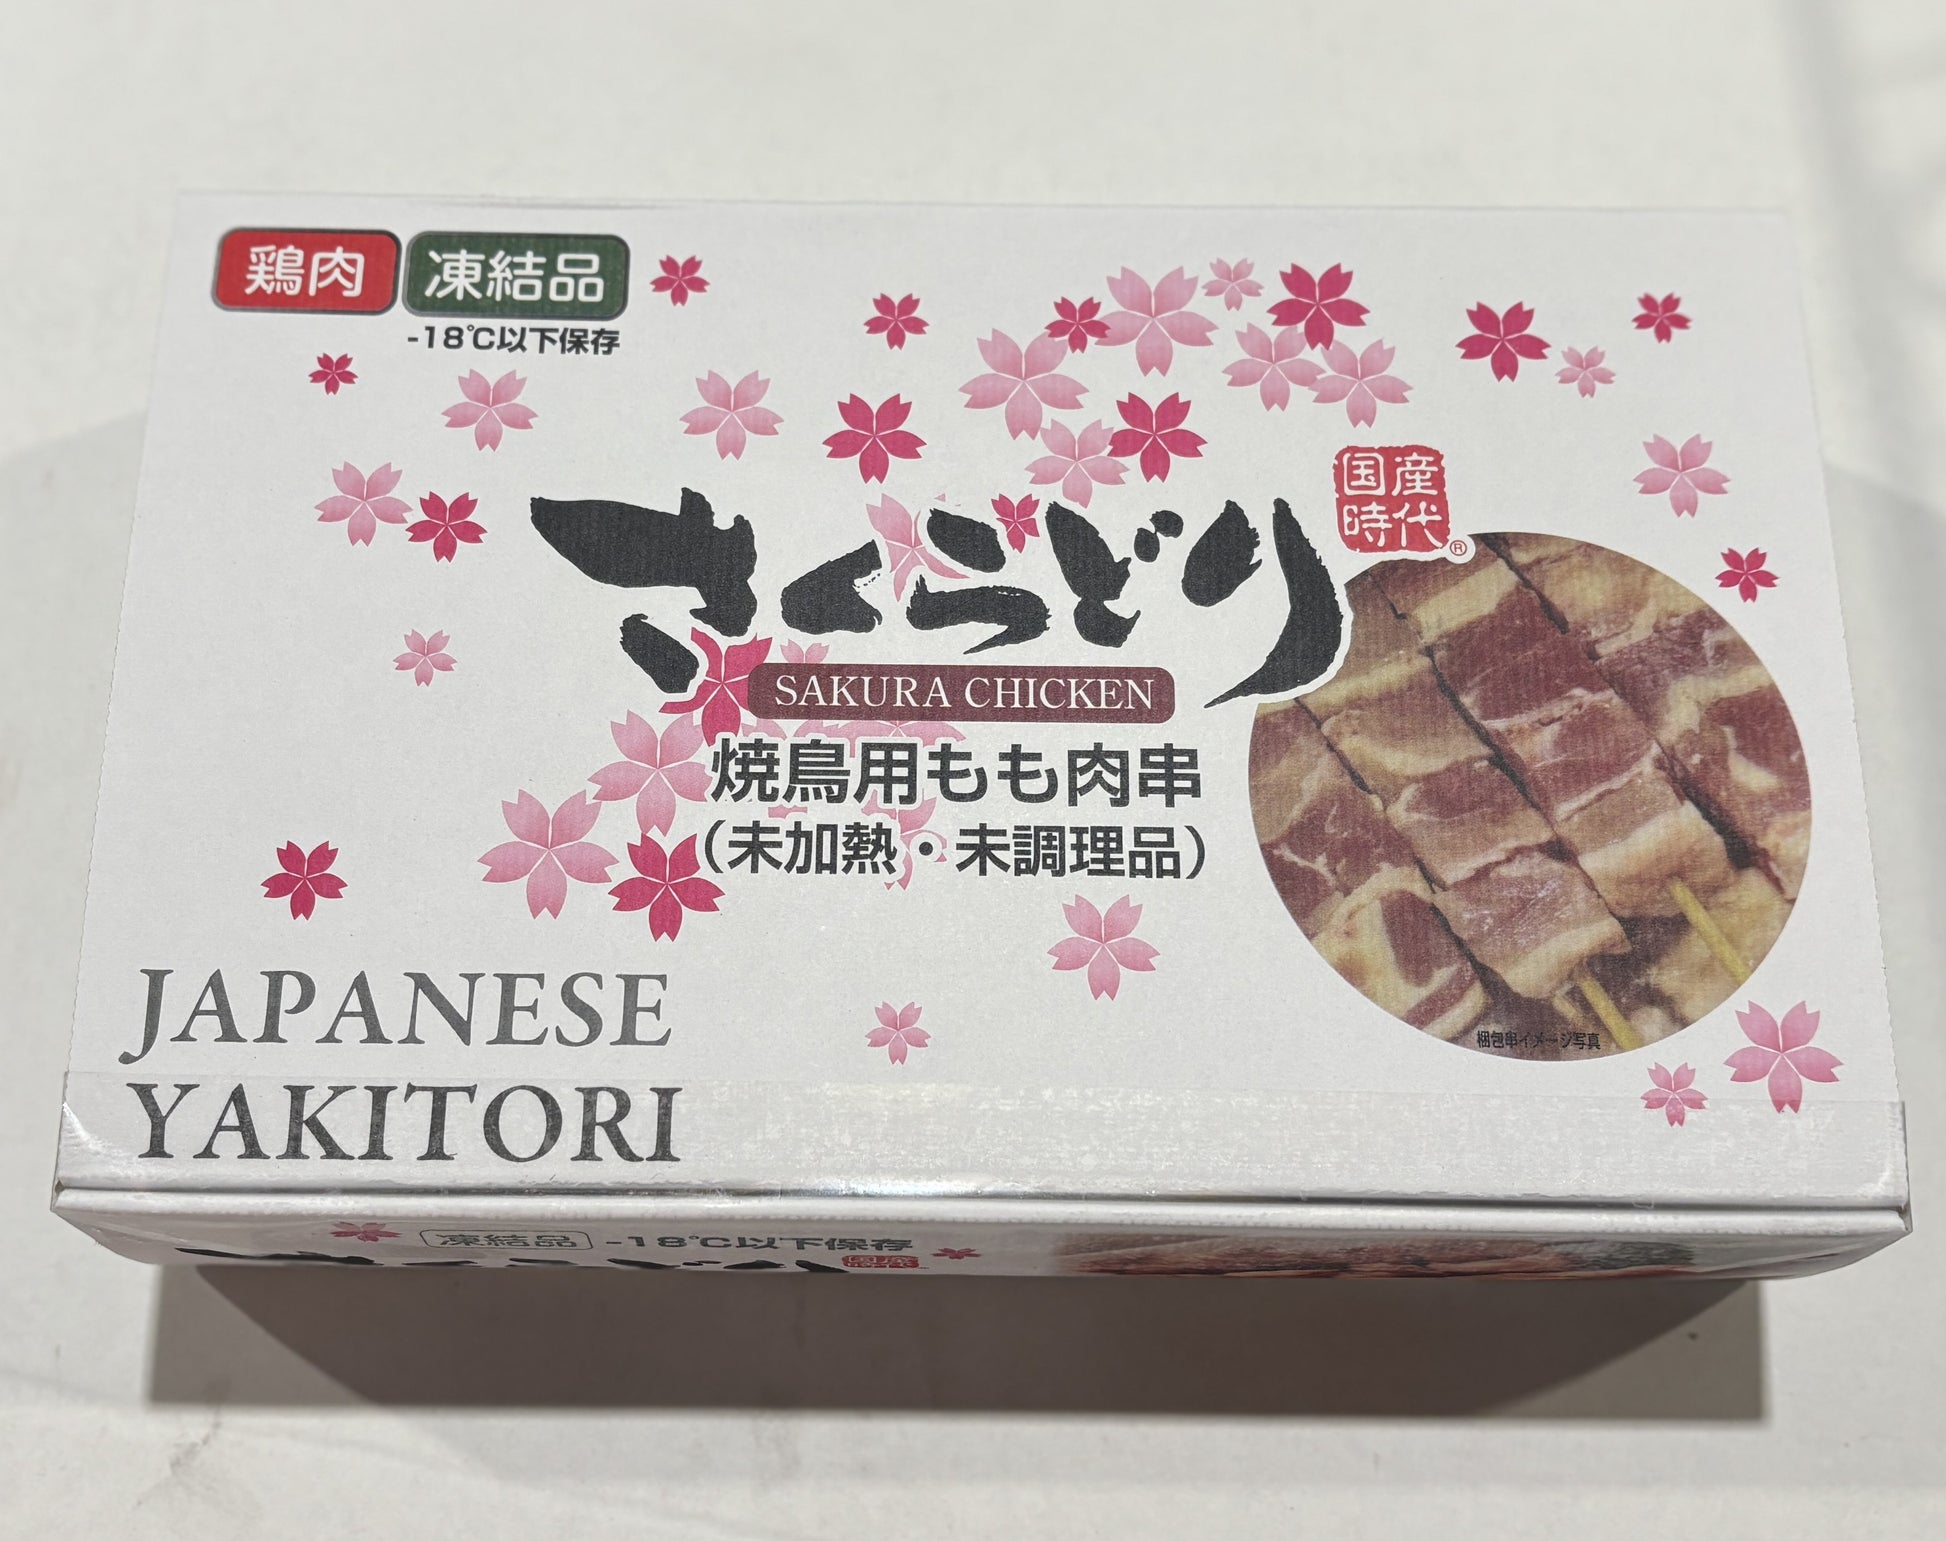 鶏肉 凍結品
-18℃以下保存
国産
時代
®
さくらどり
SAKURA CHICKEN
焼鳥用もも肉串
（未加熱・未調理品）
JAPANESE
YAKITORI
梱包串イメージ写真
凍結品 -18℃以下保存